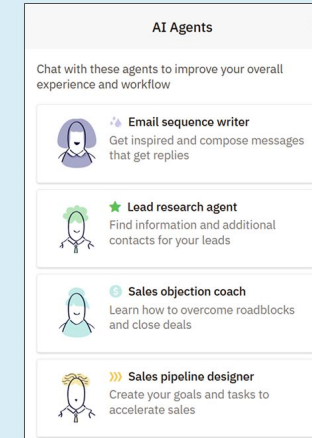 AI Agents
Chat with these agents to improve your overall
experience and workflow
Email sequence writer
Get inspired and compose messages
that get replies
Lead research agent
Find information and additional
contacts for your leads
Sales objection coach
Learn how to overcome roadblocks
and close deals
Sales pipeline designer
Create your goals and tasks to
accelerate sales